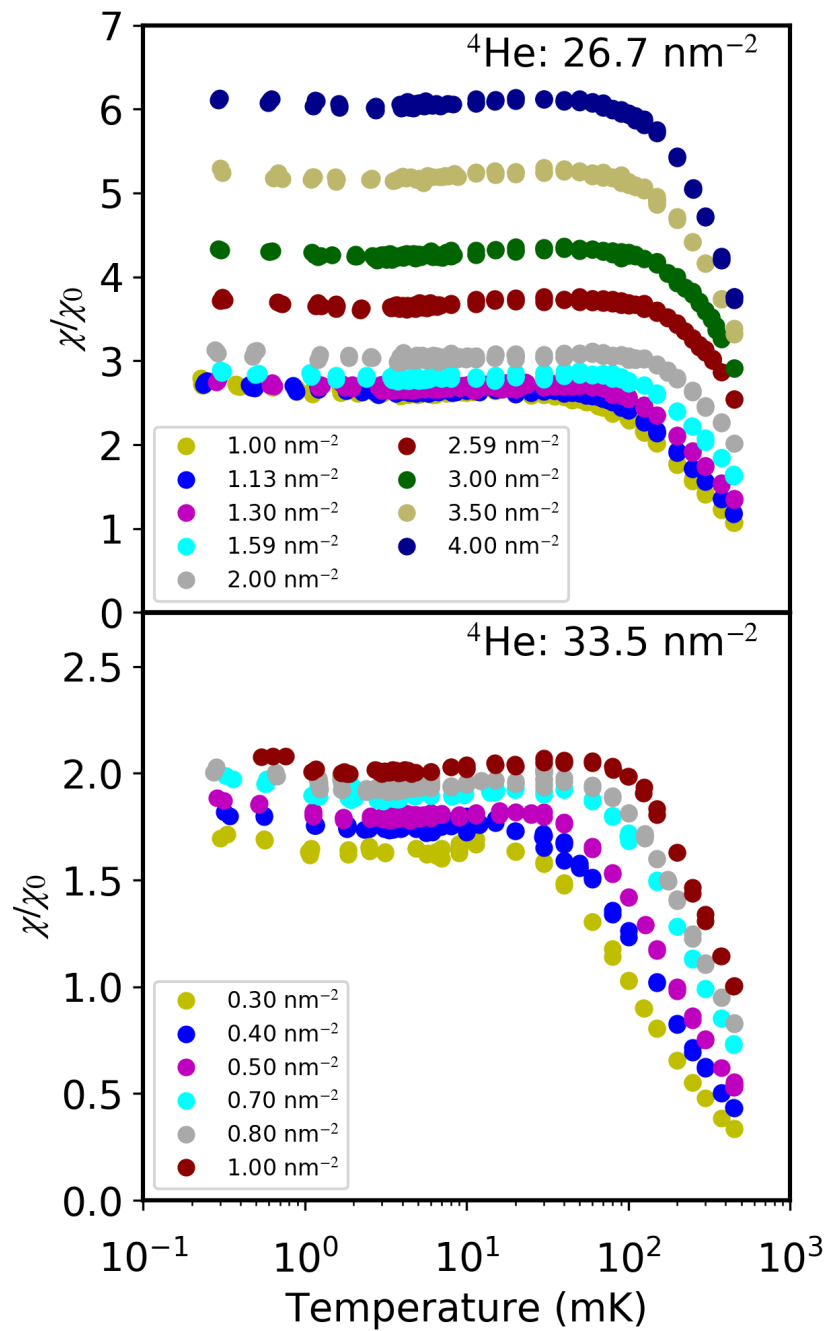 ⁴He: 26.7 nm⁻²
7
6
5
4
3
2
1
0
χ/χ₀
1.00 nm⁻²
1.13 nm⁻²
1.30 nm⁻²
1.59 nm⁻²
2.00 nm⁻²
2.59 nm⁻²
3.00 nm⁻²
3.50 nm⁻²
4.00 nm⁻²
⁴He: 33.5 nm⁻²
2.5
2.0
1.5
1.0
0.5
0.0
χ/χ₀
0.30 nm⁻²
0.40 nm⁻²
0.50 nm⁻²
0.70 nm⁻²
0.80 nm⁻²
1.00 nm⁻²
10⁻¹ 10⁰ 10¹ 10² 10³
Temperature (mK)